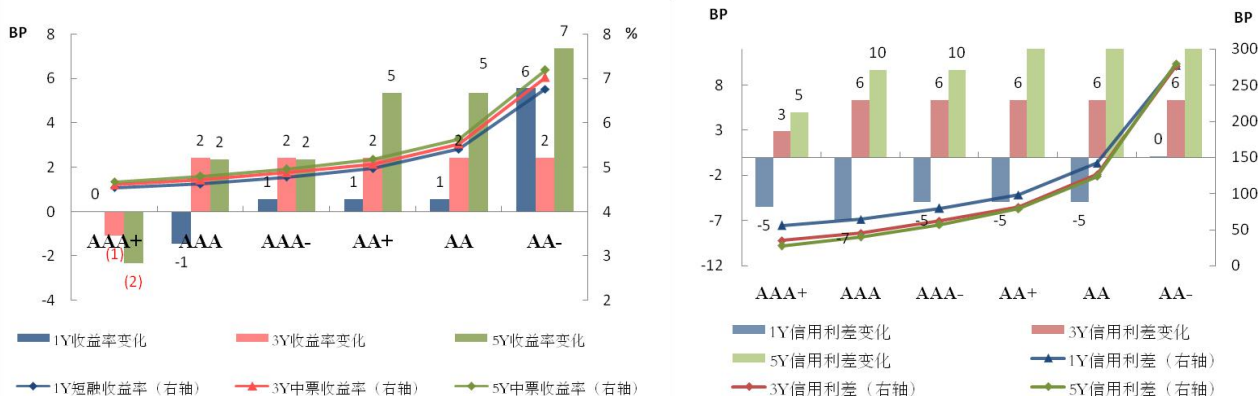 BP
8
6
4
2
0
-2
-4
8
7
6
5
4
3
2
%
0
(1)
(2)
-1
2
2
1
2
2
1
2
5
1
2
5
6
2
7
AAA+
AAA
AAA-
AA+
AA
AA-
1Y收益率变化
3Y收益率变化
5Y收益率变化
1Y短融收益率（右轴）
3Y中票收益率（右轴）
5Y中票收益率（右轴）
BP
8
3
-2
-7
-12
BP
300
250
200
150
100
50
0
-5
3
5
-7
6
10
-5
6
10
-5
6
-5
6
0
6
AAA+
AAA
AAA-
AA+
AA
AA-
1Y信用利差变化
3Y信用利差变化
5Y信用利差变化
1Y信用利差（右轴）
3Y信用利差（右轴）
5Y信用利差（右轴）